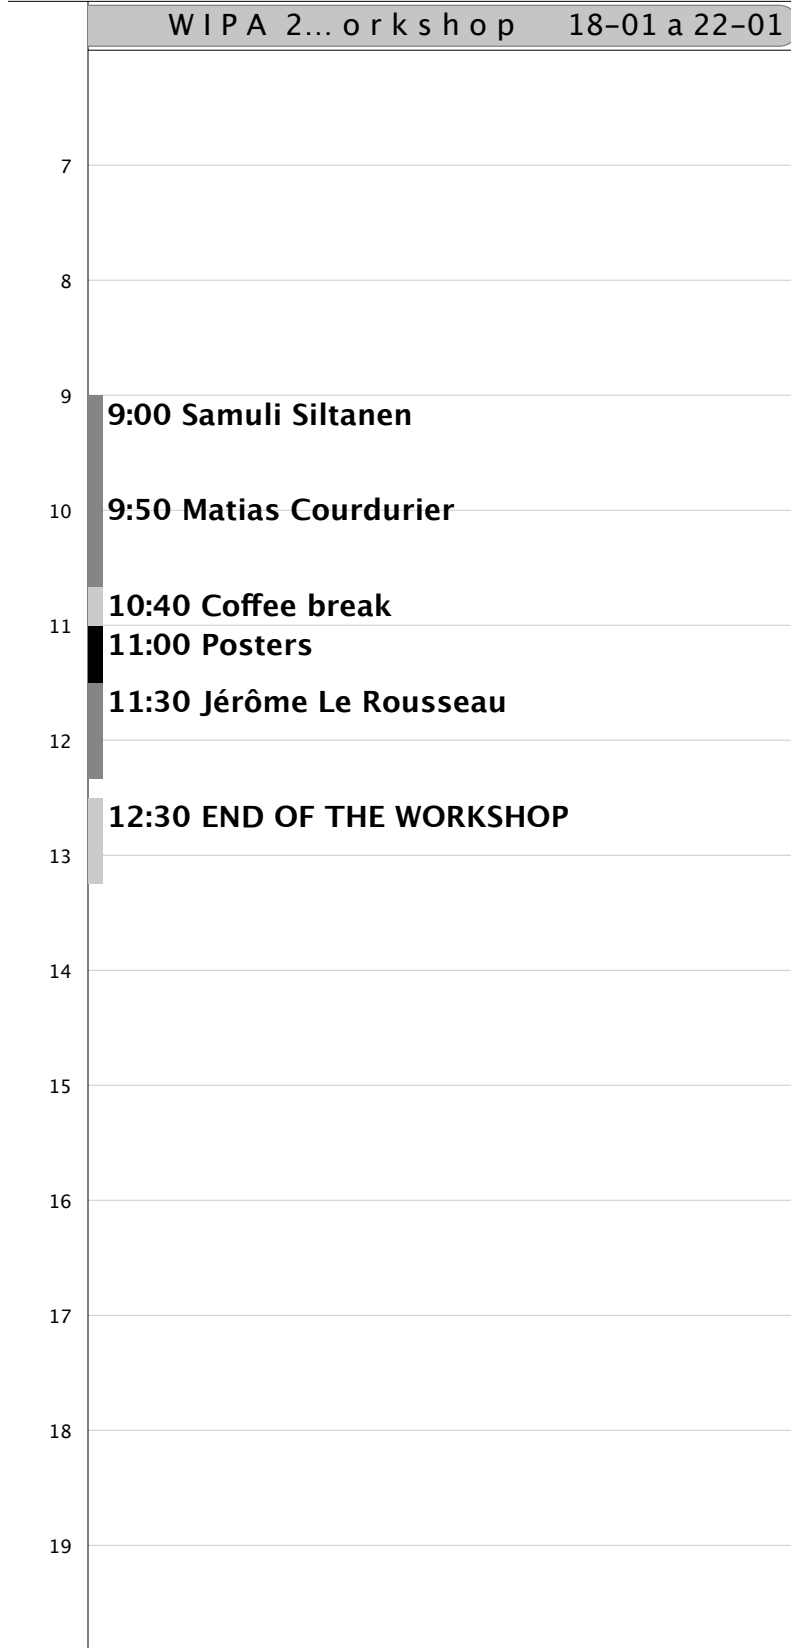 W I P A 2... o r k s h o p 18-01 a 22-01
7
8
9
9:00 Samuli Siltanen
10
9:50 Matias Courdurier
10:40 Coffee break
11
11:00 Posters
11:30 Jérôme Le Rousseau
12
12:30 END OF THE WORKSHOP
13
14
15
16
17
18
19